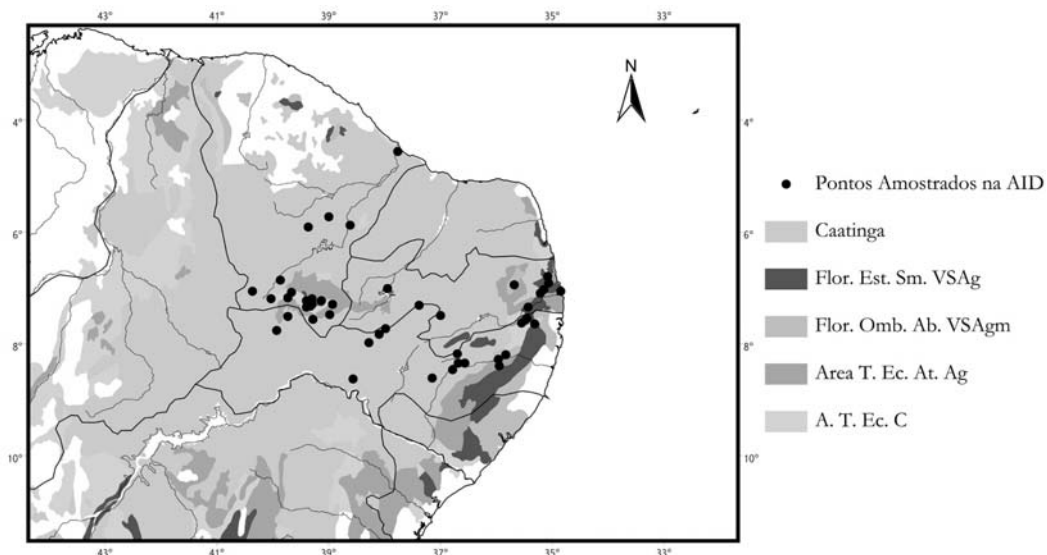 43° 41° 39° 37° 35° 33°
N
4° 4°
6° 6°
8° 8°
10° 10°
43° 41° 39° 37° 35° 33°
Pontos Amostrados na AID
Caatinga
Flor. Est. Sm. VSAg
Flor. Omb. Ab. VSAgm
Area T. Ec. At. Ag
A. T. Ec. C